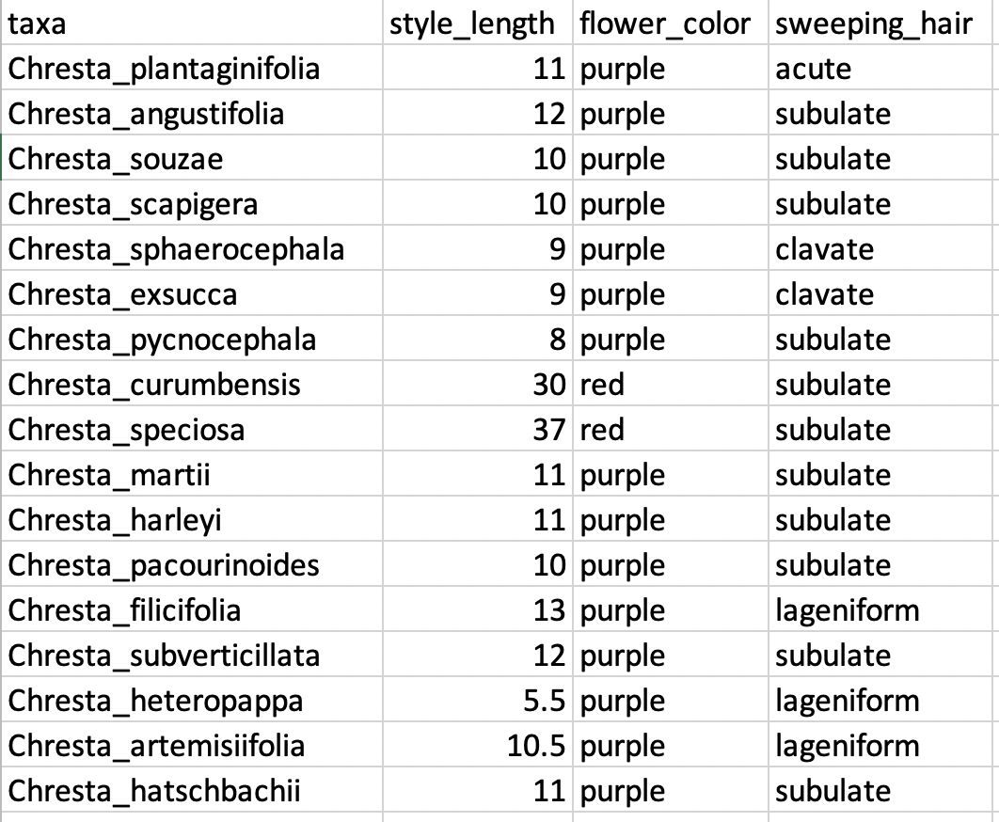 taxa style_length flower_color sweeping_hair
Chresta_plantaginifolia 11 purple acute
Chresta_angustifolia 12 purple subulate
Chresta_souzae 10 purple subulate
Chresta_scapigera 10 purple subulate
Chresta_sphaerocephala 9 purple clavate
Chresta_exsucca 9 purple clavate
Chresta_pycnocephala 8 purple subulate
Chresta_curumbensis 30 red subulate
Chresta_speciosa 37 red subulate
Chresta_martii 11 purple subulate
Chresta_harleyi 11 purple subulate
Chresta_pacourinoides 10 purple subulate
Chresta_filicifolia 13 purple lageniform
Chresta_subverticillata 12 purple subulate
Chresta_heteropappa 5.5 purple lageniform
Chresta_artemisiifolia 10.5 purple lageniform
Chresta_hatschbachii 11 purple subulate